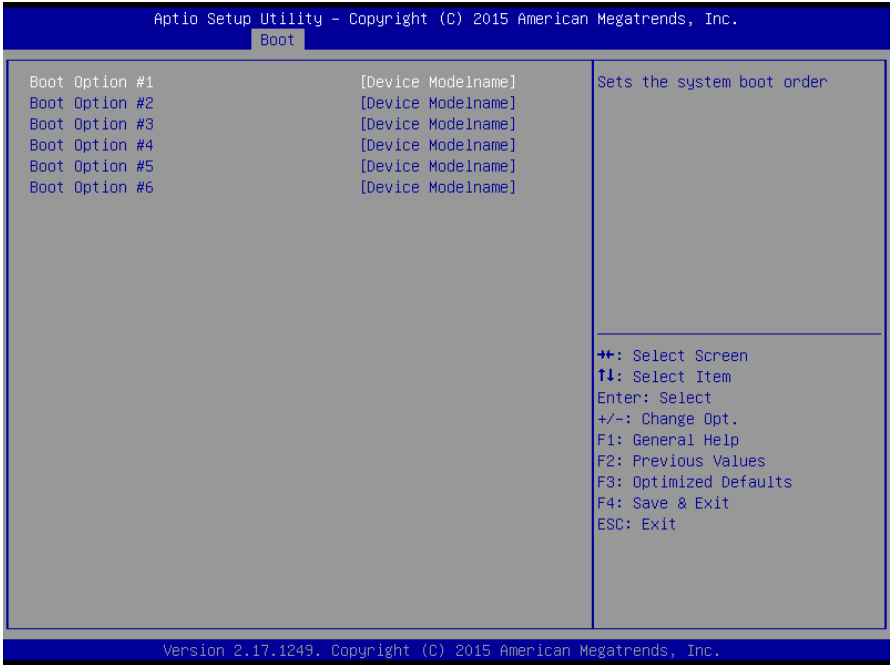 Aptio Setup Utility – Copyright (C) 2015 American Megatrends, Inc.
Boot
Boot Option #1 [Device Modelname]
Boot Option #2 [Device Modelname]
Boot Option #3 [Device Modelname]
Boot Option #4 [Device Modelname]
Boot Option #5 [Device Modelname]
Boot Option #6 [Device Modelname]
Sets the system boot order
→←: Select Screen
↑↓: Select Item
Enter: Select
+/-: Change Opt.
F1: General Help
F2: Previous Values
F3: Optimized Defaults
F4: Save & Exit
ESC: Exit
Version 2.17.1249. Copyright (C) 2015 American Megatrends, Inc.